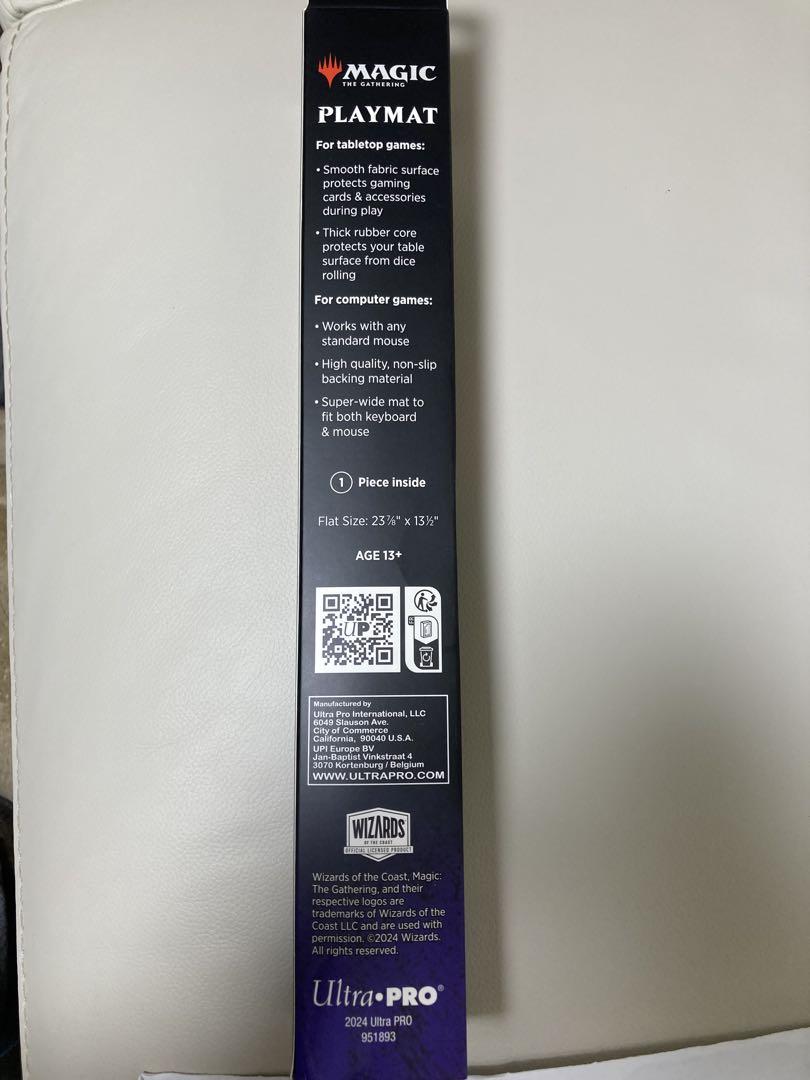 MAGIC
THE GATHERING
PLAYMAT
For tabletop games:
• Smooth fabric surface
protects gaming
cards & accessories
during play
• Thick rubber core
protects your table
surface from dice
rolling
For computer games:
• Works with any
standard mouse
• High quality, non-slip
backing material
• Super-wide mat to
fit both keyboard
& mouse
1 Piece inside
Flat Size: 23⅞" x 13½"
AGE 13+
UP
Manufactured by
Ultra Pro International, LLC
6049 Slauson Ave.
City of Commerce
California, 90040 U.S.A.
UPI Europe BV
Jan-Baptist Vinkstraat 4
3070 Kortenburg / Belgium
WWW.ULTRAPRO.COM
WIZARDS
OF THE COAST
OFFICIAL LICENSED PRODUCT
Wizards of the Coast, Magic:
The Gathering, and their
respective logos are
trademarks of Wizards of the
Coast LLC and are used with
permission. ©2024 Wizards.
All rights reserved.
Ultra•PRO®
2024 Ultra PRO
951893